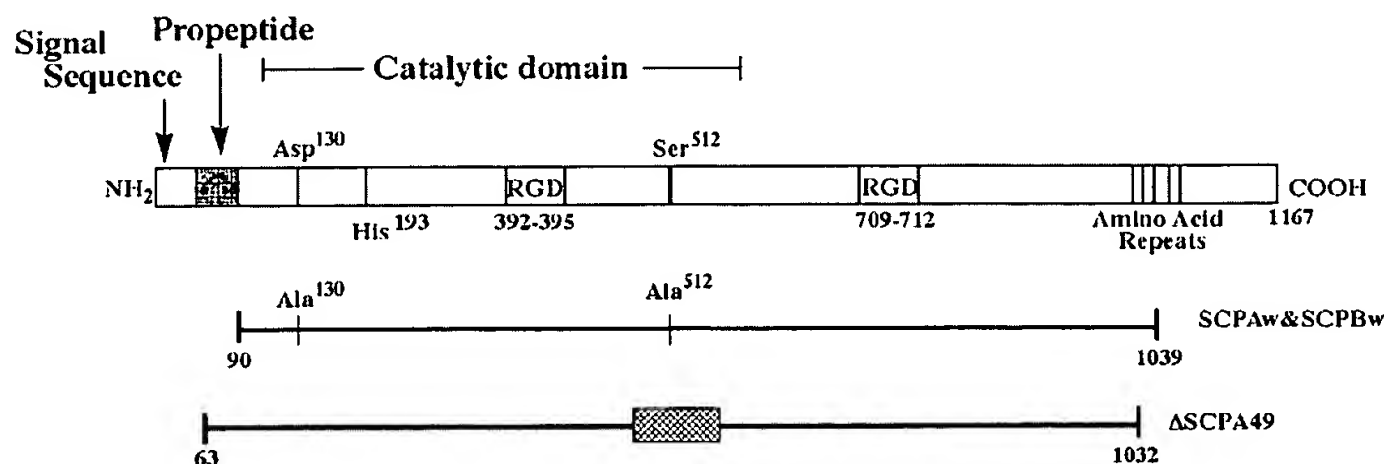 Propeptide
Signal
Sequence
Catalytic domain
Asp130
Ser512
NH2
RGD
RGD
COOH
His193
392-395
709-712
Amino Acid
Repeats
1167
Ala130
Ala512
SCPAw&SCPBw
90
1039
ΔSCPA49
63
1032